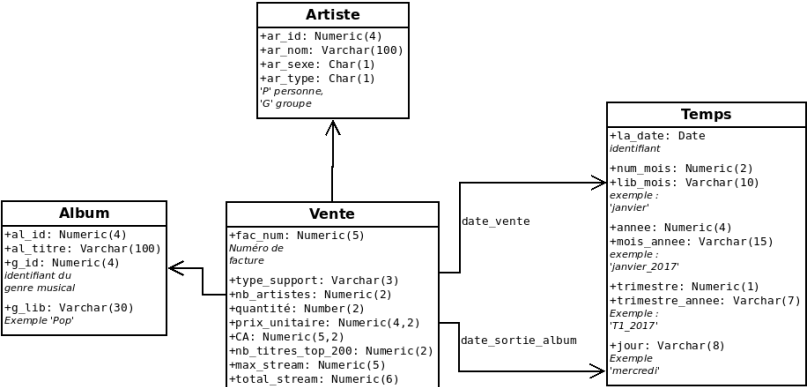 Artiste
+ar_id: Numeric(4)
+ar_nom: Varchar(100)
+ar_sexe: Char(1)
+ar_type: Char(1)
'P' personne,
'G' groupe
Album
+al_id: Numeric(4)
+al_titre: Varchar(100)
+g_id: Numeric(4)
identifiant du
genre musical
+g_lib: Varchar(30)
Exemple 'Pop'
Vente
+fac_num: Numeric(5)
Numéro de
facture
+type_support: Varchar(3)
+nb_artistes: Numeric(2)
+quantité: Number(2)
+prix_unitaire: Numeric(4,2)
+CA: Numeric(5,2)
+nb_titres_top_200: Numeric(2)
+max_stream: Numeric(5)
+total_stream: Numeric(6)
date_vente
date_sortie_album
Temps
+la_date: Date
identifiant
+num_mois: Numeric(2)
+lib_mois: Varchar(10)
exemple :
'janvier'
+annee: Numeric(4)
+mois_annee: Varchar(15)
exemple :
'janvier_2017'
+trimestre: Numeric(1)
+trimestre_annee: Varchar(7)
Exemple :
'T1_2017'
+jour: Varchar(8)
Exemple
'mercredi'